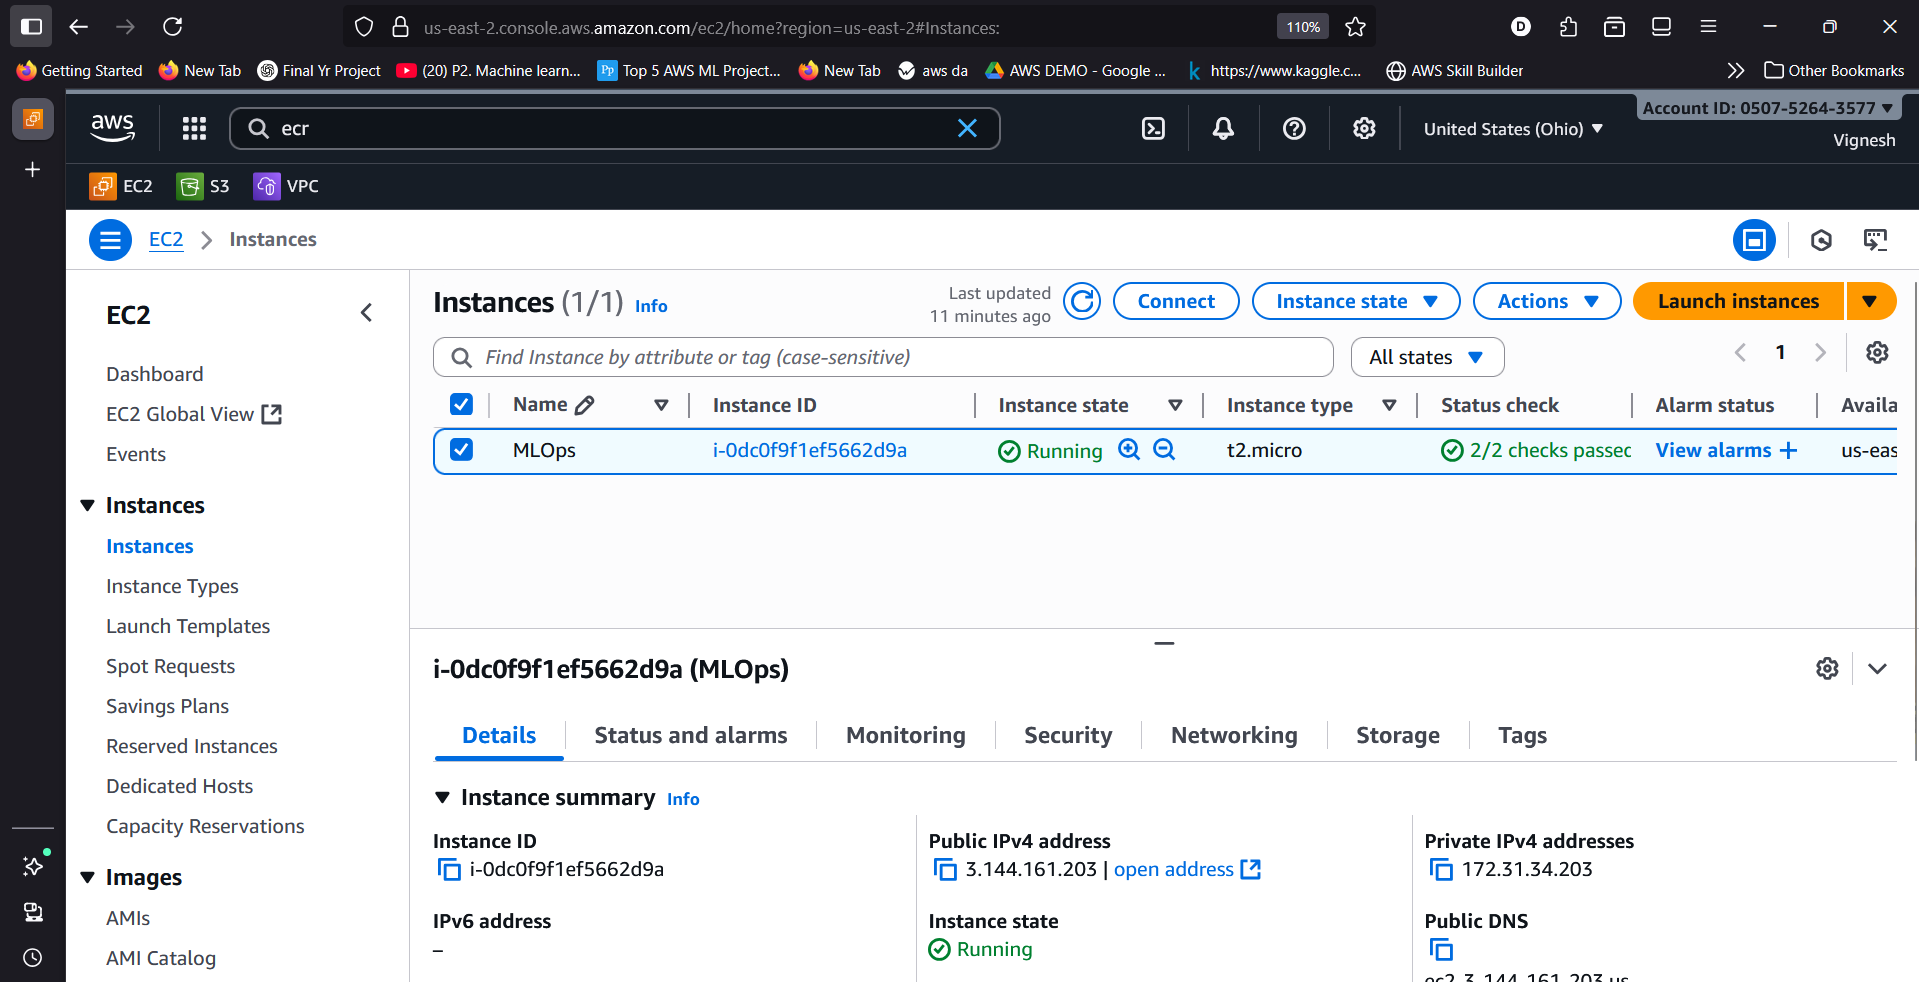 us-east-2.console.aws.amazon.com/ec2/home?region=us-east-2#Instances:
110%
D
Getting Started
New Tab
Final Yr Project
(20) P2. Machine learn...
Pp
Top 5 AWS ML Project...
New Tab
aws da
AWS DEMO - Google ...
k
https://www.kaggle.c...
AWS Skill Builder
Other Bookmarks
aws
ecr
United States (Ohio)
Account ID: 0507-5264-3577
Vignesh
EC2
S3
VPC
EC2
Instances
EC2
Dashboard
EC2 Global View
Events
Instances
Instances
Instance Types
Launch Templates
Spot Requests
Savings Plans
Reserved Instances
Dedicated Hosts
Capacity Reservations
Images
AMIs
AMI Catalog
Instances (1/1) Info
Last updated
11 minutes ago
Connect
Instance state
Actions
Launch instances
Find Instance by attribute or tag (case-sensitive)
All states
1
Name
Instance ID
Instance state
Instance type
Status check
Alarm status
Availa
MLOps
i-0dc0f9f1ef5662d9a
Running
t2.micro
2/2 checks passec
View alarms
us-eas
i-0dc0f9f1ef5662d9a (MLOps)
Details
Status and alarms
Monitoring
Security
Networking
Storage
Tags
Instance summary Info
Instance ID
i-0dc0f9f1ef5662d9a
Public IPv4 address
3.144.161.203 | open address
Private IPv4 addresses
172.31.34.203
IPv6 address
–
Instance state
Running
Public DNS
ec2-3-144-161-203.us-